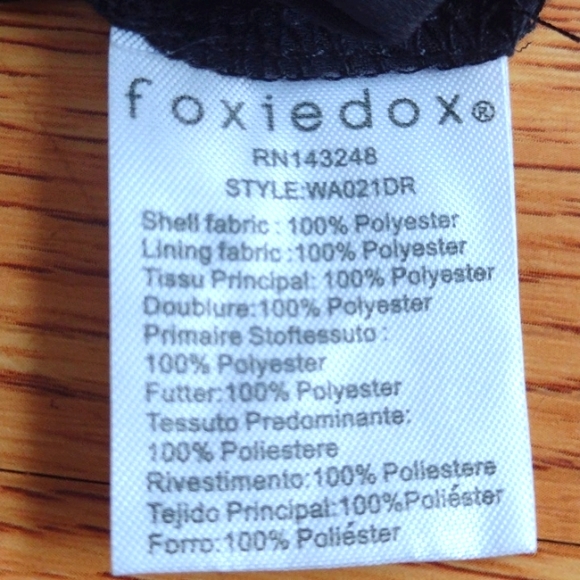 foxiedox®
RN143248
STYLE:WA021DR
Shell fabric : 100% Polyester
Lining fabric :100% Polyester
Tissu Principal: 100% Polyester
Doublure:100% Polyester
Primaire Stoftessuto :
100% Polyester
Futter:100% Polyester
Tessuto Predominante:
100% Poliestere
Rivestimento:100% Poliestere
Tejido Principal:100%Poliéster
Forro:100% Poliéster